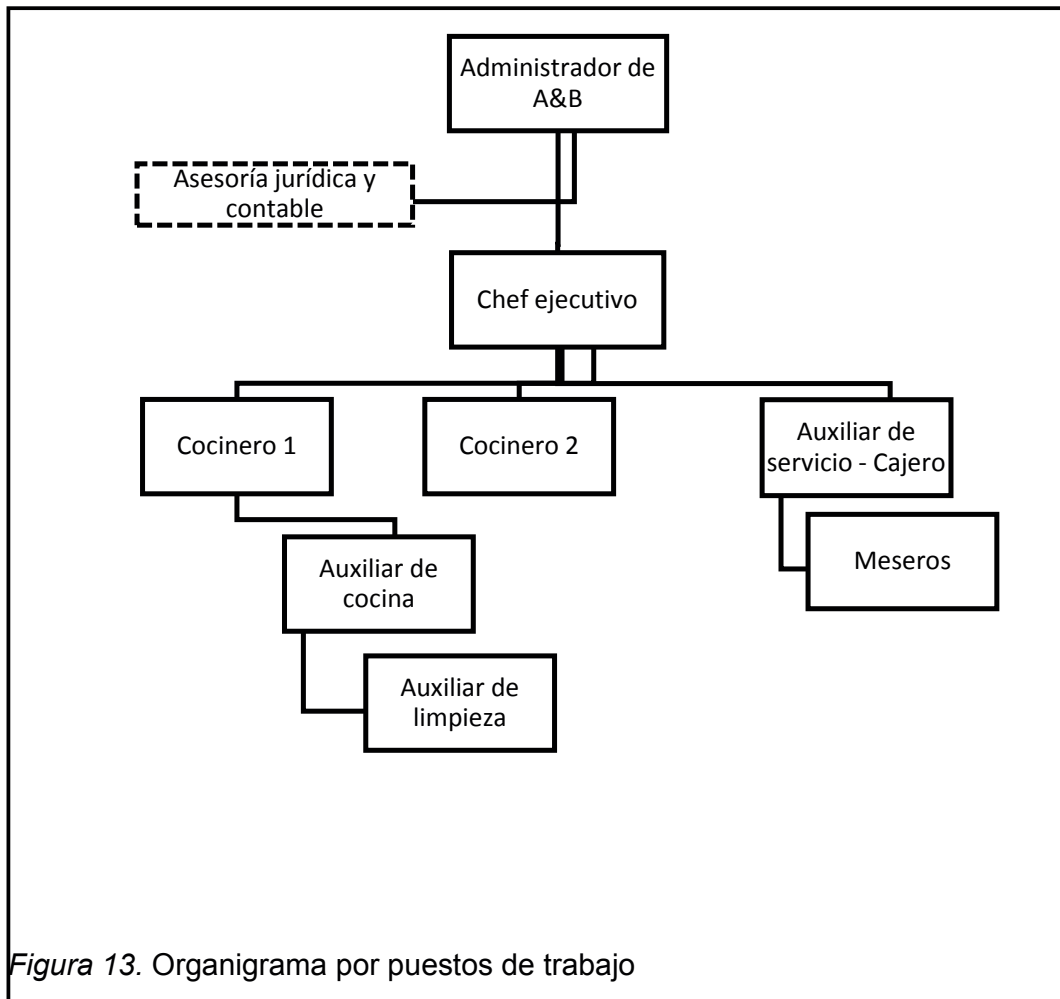 Administrador de
A&B
Asesoría jurídica y
contable
Chef ejecutivo
Cocinero 1
Cocinero 2
Auxiliar de
servicio - Cajero
Auxiliar de
cocina
Meseros
Auxiliar de
limpieza
Figura 13. Organigrama por puestos de trabajo